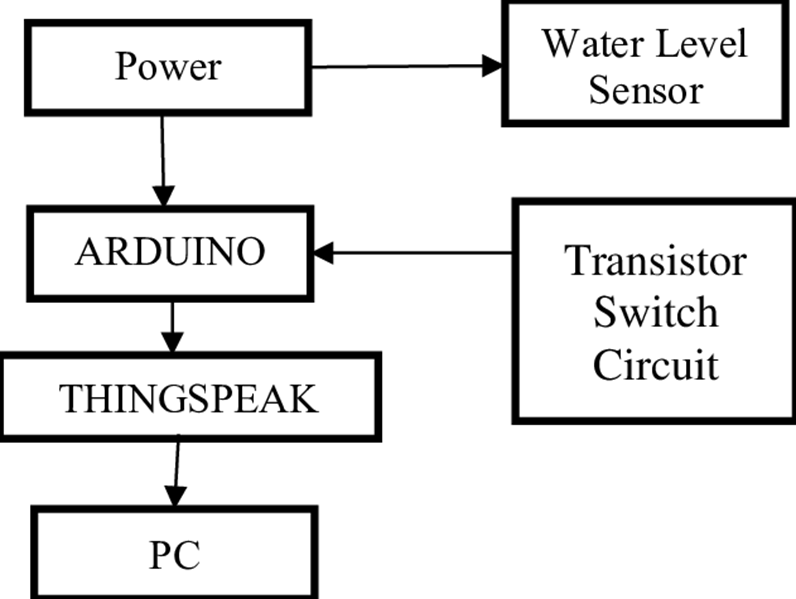 Power
Water Level
Sensor
ARDUINO
Transistor
Switch
Circuit
THINGSPEAK
PC